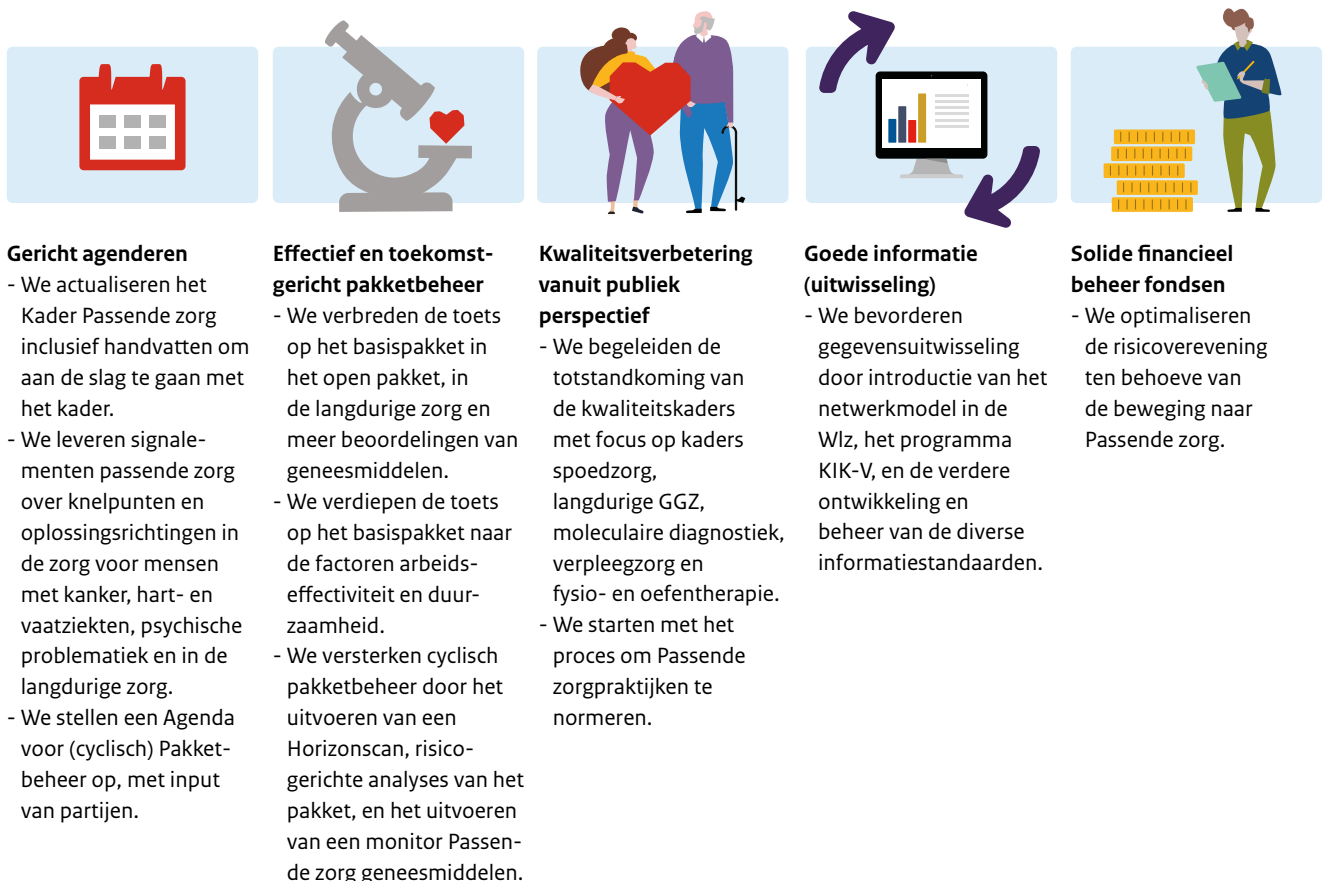 Gericht agenderen
- We actualiseren het
Kader Passende zorg
inclusief handvatten om
aan de slag te gaan met
het kader.
- We leveren signale-
menten passende zorg
over knelpunten en
oplossingsrichtingen in
de zorg voor mensen
met kanker, hart- en
vaatziekten, psychische
problematiek en in de
langdurige zorg.
- We stellen een Agenda
voor (cyclisch) Pakket-
beheer op, met input
van partijen.
Effectief en toekomst-
gericht pakketbeheer
- We verbreden de toets
op het basispakket in
het open pakket, in
de langdurige zorg en
meer beoordelingen van
geneesmiddelen.
- We verdiepen de toets
op het basispakket naar
de factoren arbeids-
effectiviteit en duur-
zaamheid.
- We versterken cyclisch
pakketbeheer door het
uitvoeren van een
Horizonscan, risico-
gerichte analyses van het
pakket, en het uitvoeren
van een monitor Passen-
de zorg geneesmiddelen.
Kwaliteitsverbetering
vanuit publiek
perspectief
- We begeleiden de
totstandkoming van
de kwaliteitskaders
met focus op kaders
spoedzorg,
langdurige GGZ,
moleculaire diagnostiek,
verpleegzorg en
fysio- en oefentherapie.
- We starten met het
proces om Passende
zorgpraktijken te
normeren.
Goede informatie
(uitwisseling)
- We bevorderen
gegevensuitwisseling
door introductie van het
netwerkmodel in de
Wlz, het programma
KIK-V, en de verdere
ontwikkeling en
beheer van de diverse
informatiestandaarden.
Solide financieel
beheer fondsen
- We optimaliseren
de risicoverevening
ten behoeve van
de beweging naar
Passende zorg.